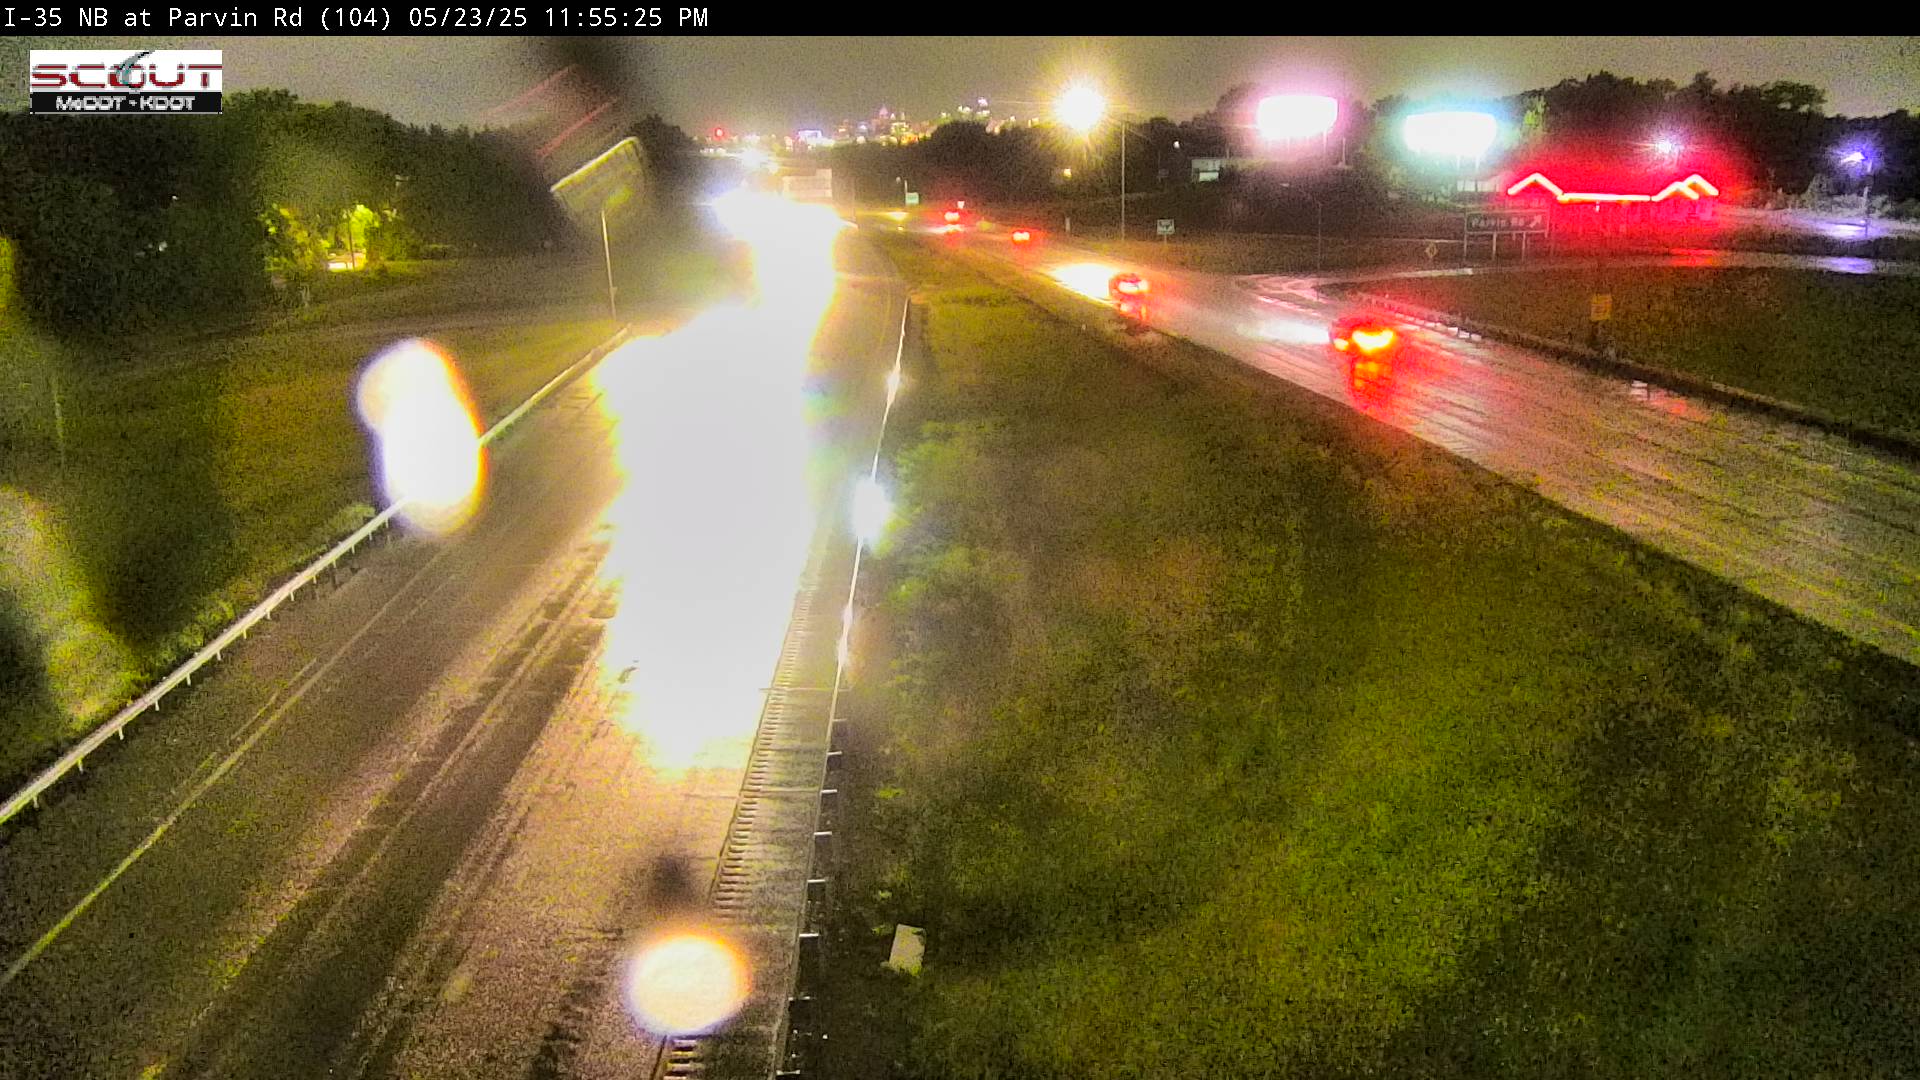 I-35 NB at Parvin Rd (104) 05/23/25 11:55:25 PM
SCOUT
MoDOT - KDOT
Parvin Rd